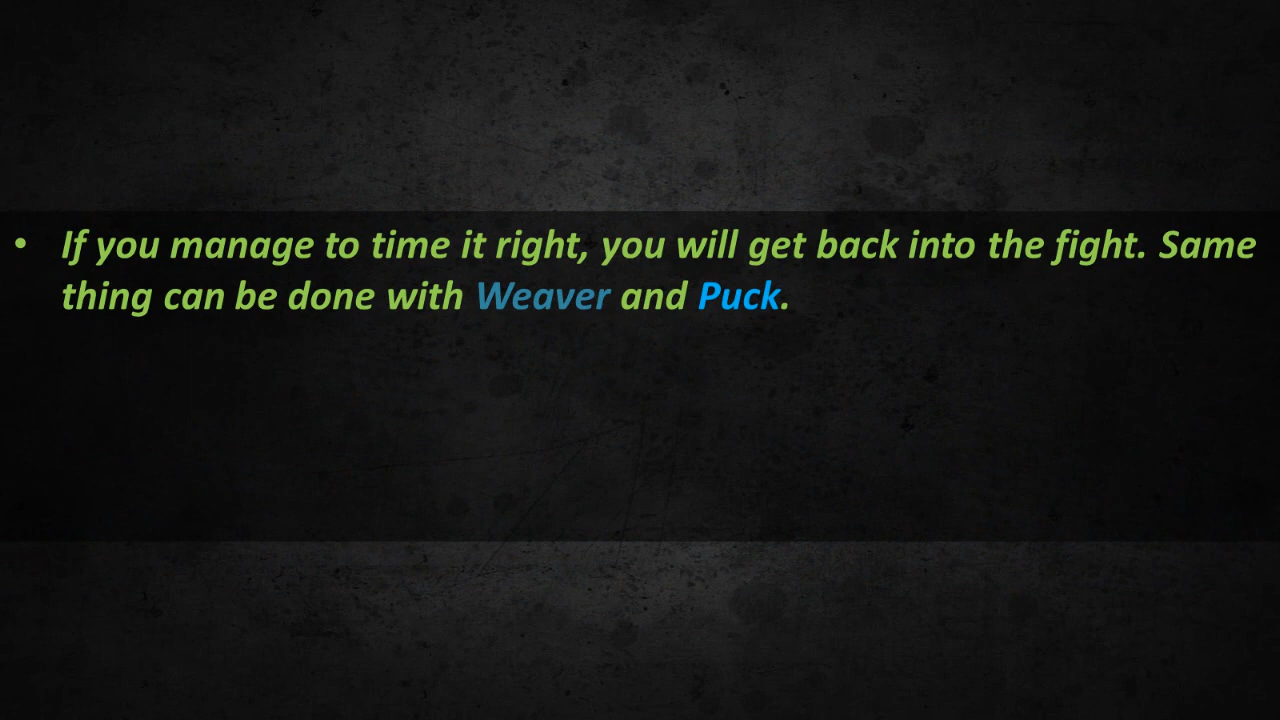 • If you manage to time it right, you will get back into the fight. Same
thing can be done with Weaver and Puck.